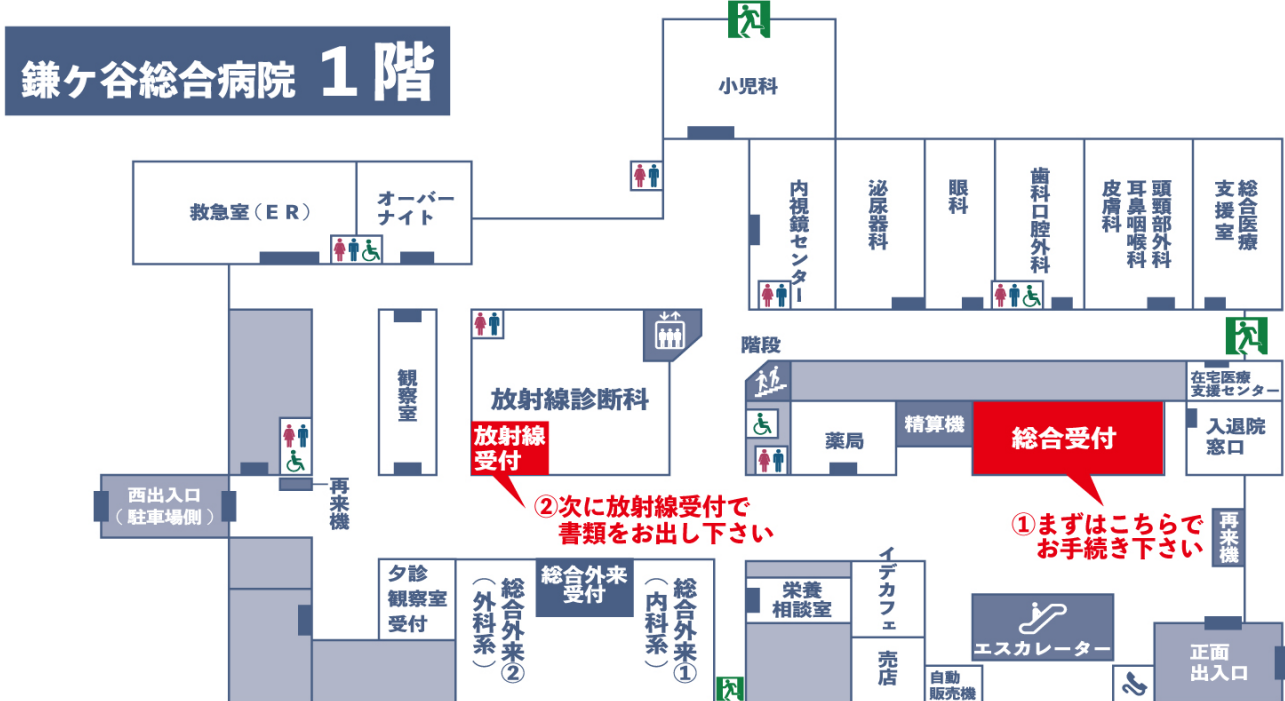 鎌ケ谷総合病院 1階
小児科
救急室(ER)
オーバー
ナイト
内視鏡センター
泌尿器科
眼科
歯科口腔外科
頭頸部外科
耳鼻咽喉科
皮膚科
総合医療
支援室
観察室
放射線診断科
放射線
受付
階段
薬局
精算機
総合受付
在宅医療
支援センター
入退院
窓口
西出入口
(駐車場側)
再来機
②次に放射線受付で
書類をお出し下さい
①まずはこちらで
お手続き下さい
再来機
夕診
観察室
受付
総合外来②
(外科系)
総合外来
受付
総合外来①
(内科系)
栄養
相談室
イデカフェ
売店
エスカレーター
自動
販売機
正面
出入口